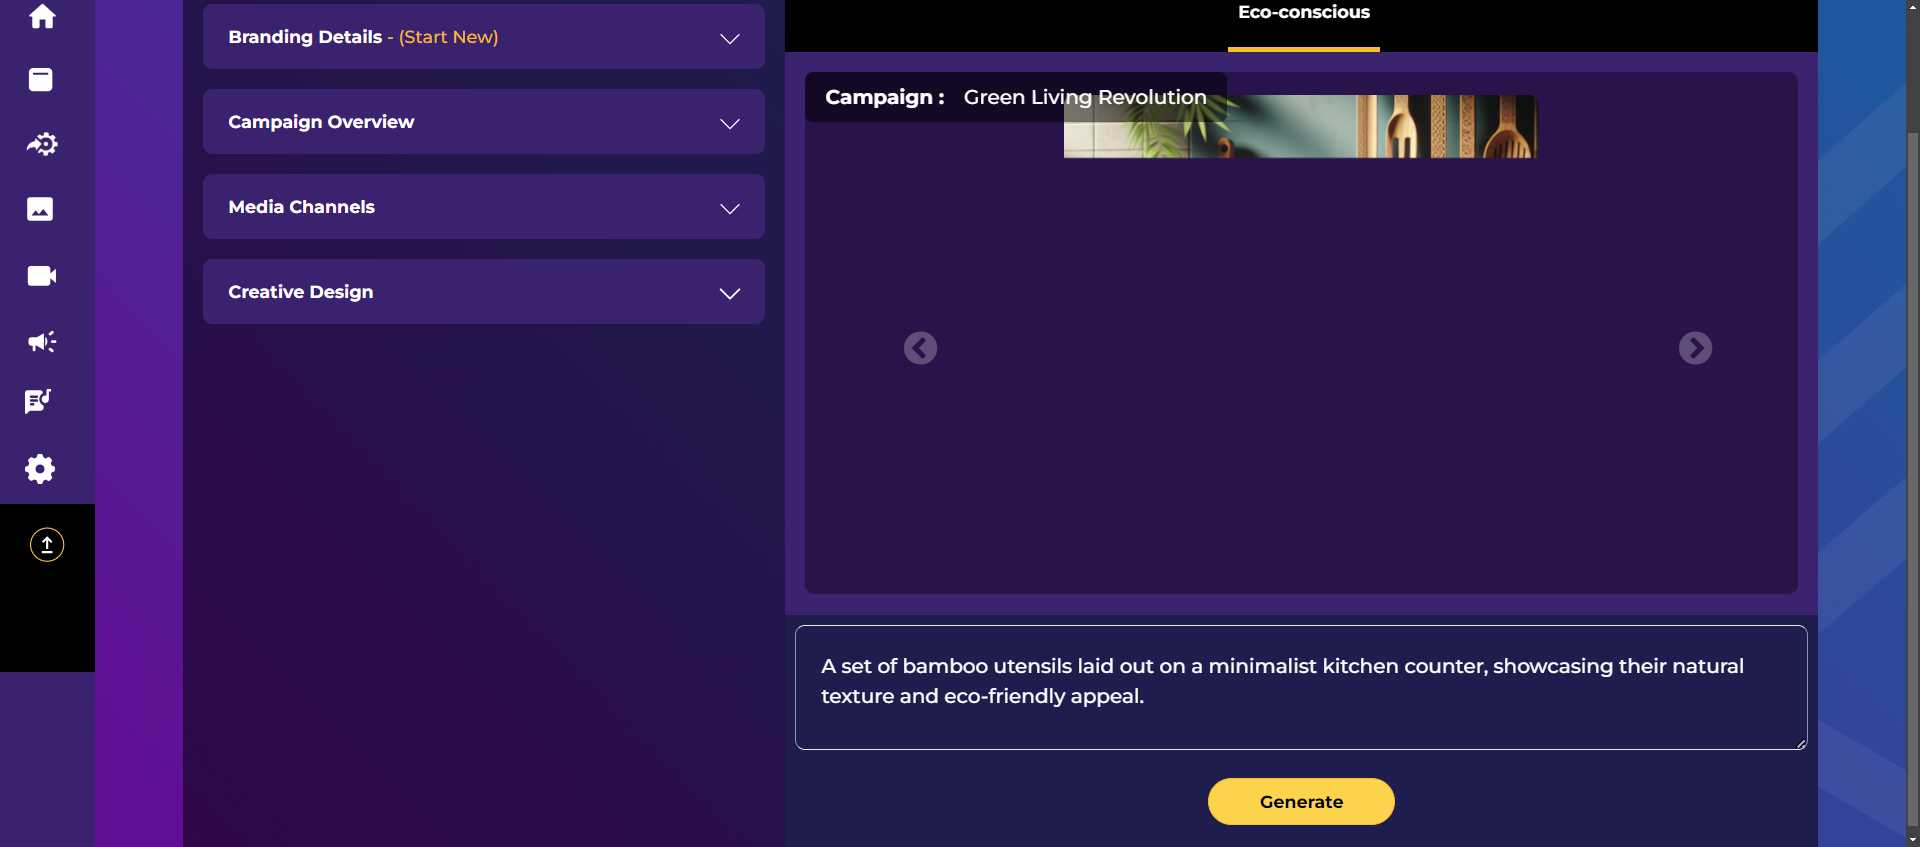 Branding Details - (Start New)
Campaign Overview
Media Channels
Creative Design
Eco-conscious
Campaign : Green Living Revolution
A set of bamboo utensils laid out on a minimalist kitchen counter, showcasing their natural
texture and eco-friendly appeal.
Generate